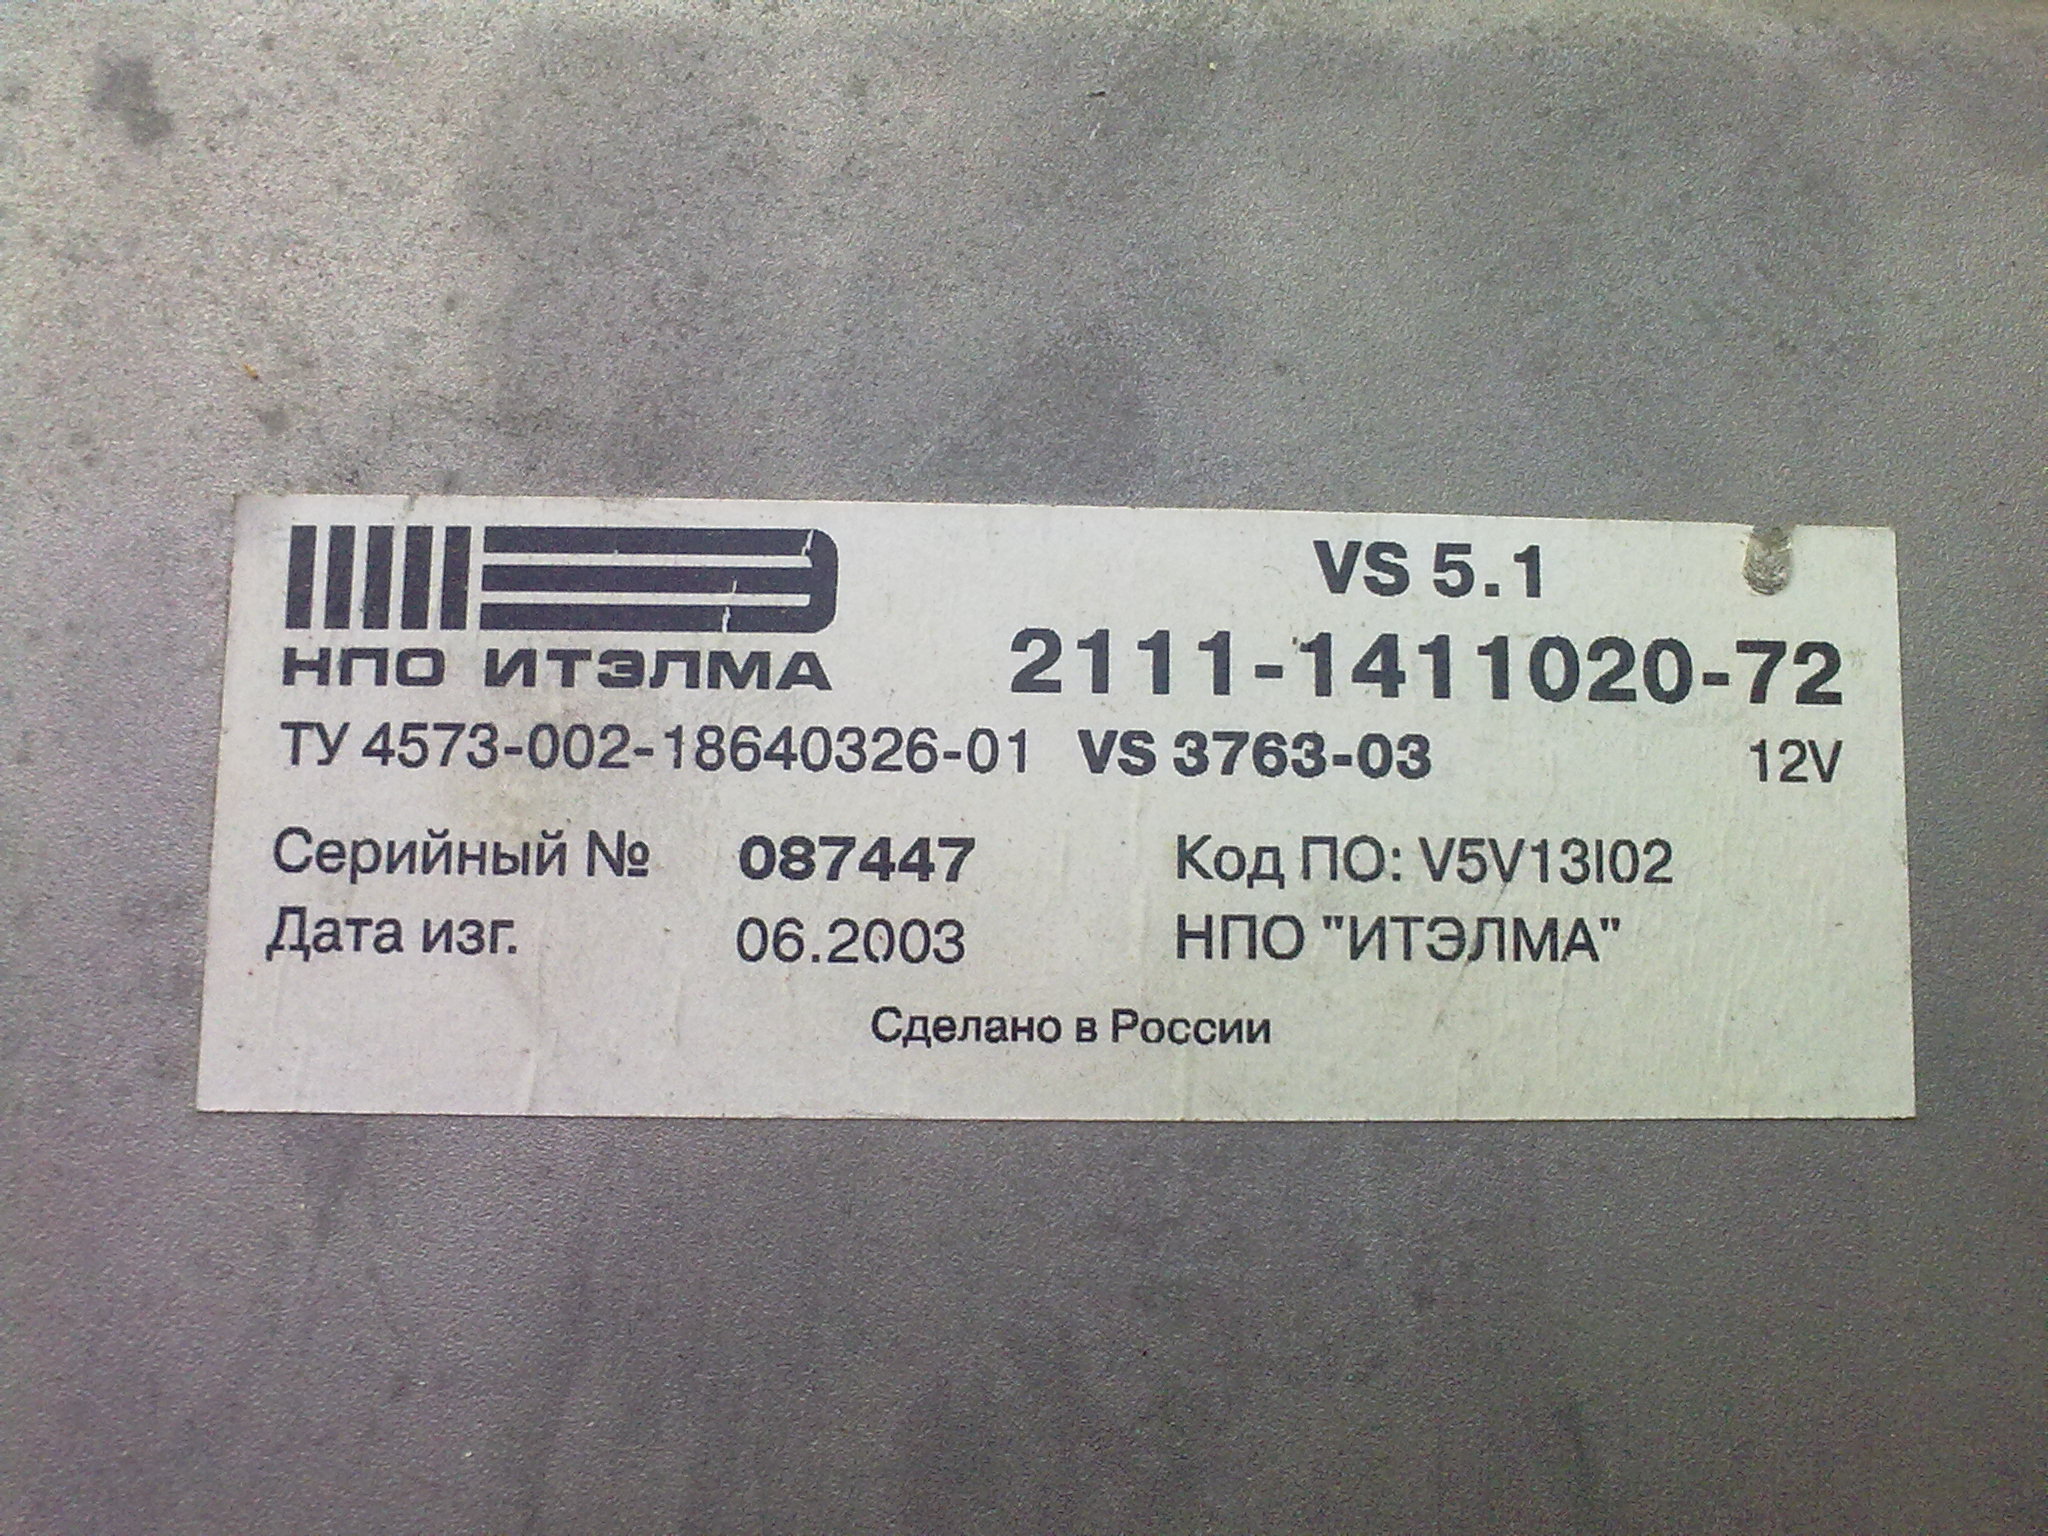 VS 5.1
НПО ИТЭЛМА 2111-1411020-72
ТУ 4573-002-18640326-01 VS 3763-03 12V
Серийный № 087447 Код ПО: V5V13I02
Дата изг. 06.2003 НПО "ИТЭЛМА"
Сделано в России